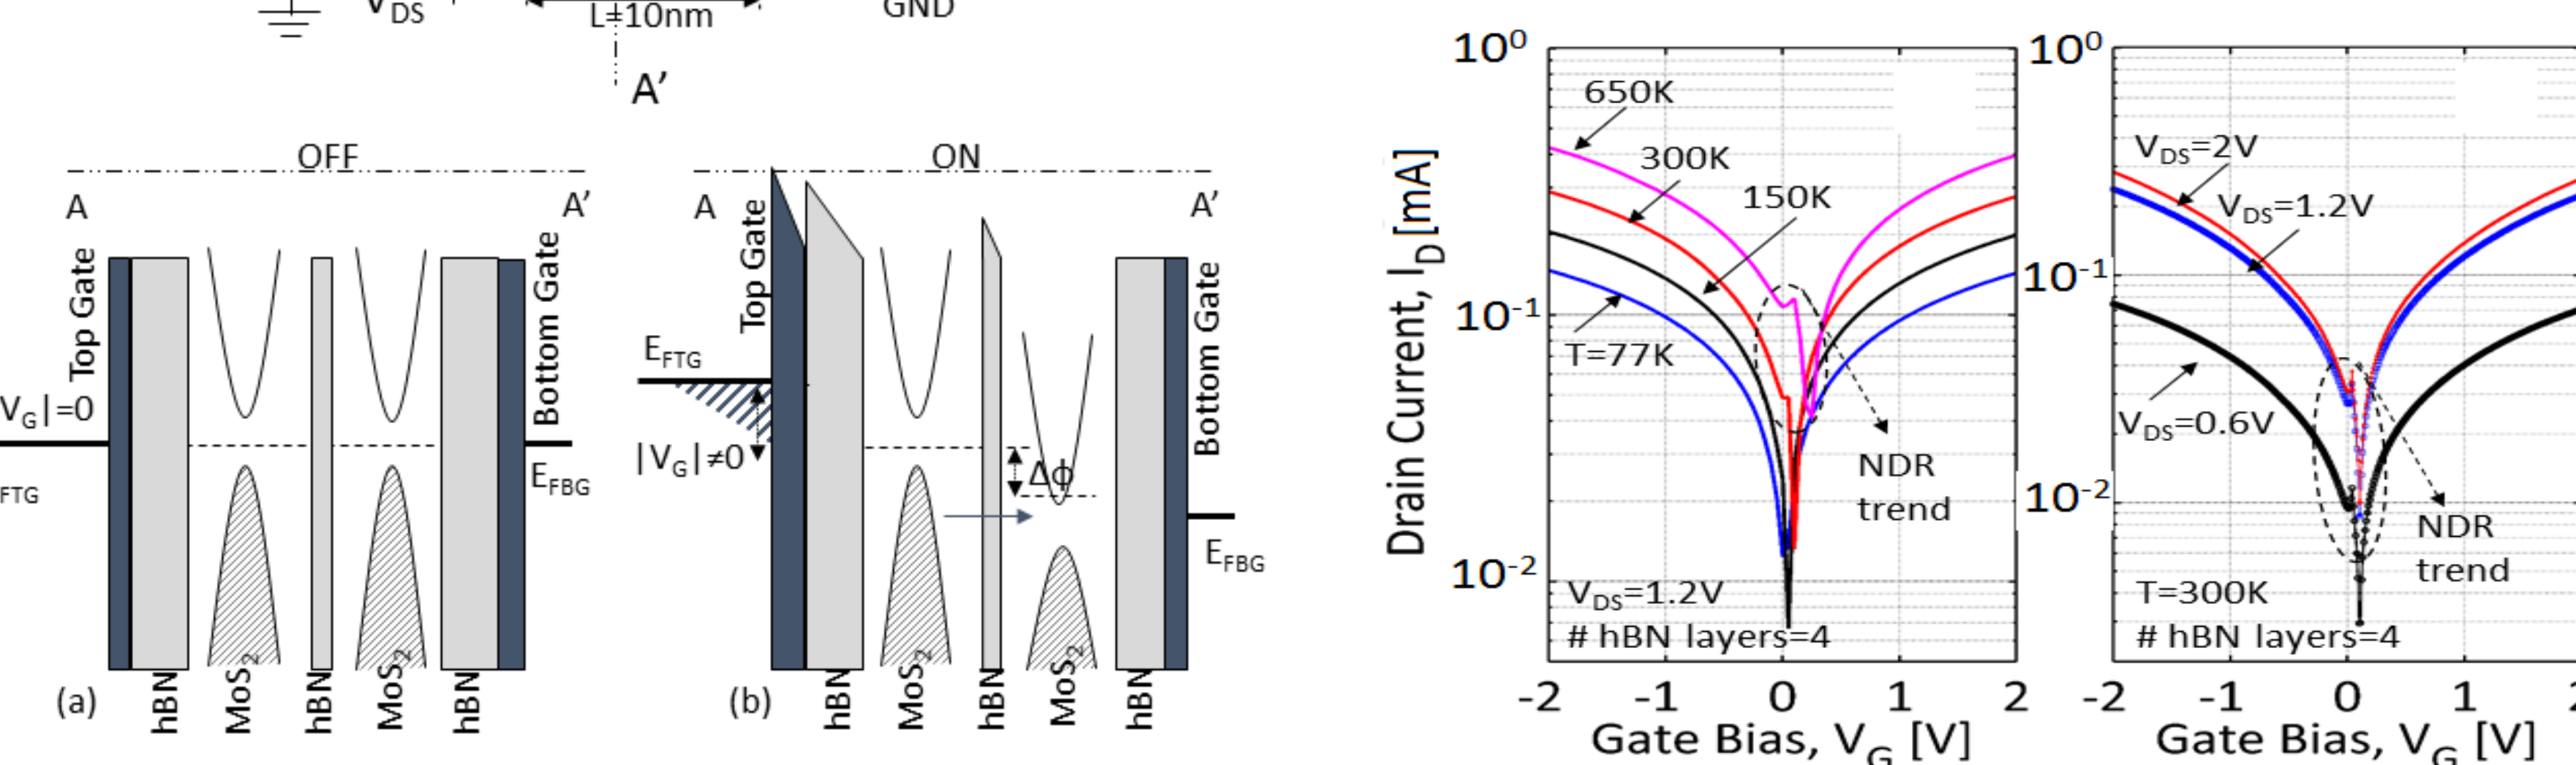 V_DS
L=10nm
GND
A'
OFF
A
A'
Top Gate
Bottom Gate
V_G|=0
FTG
E_FBG
hBN
MoS_2
hBN
MoS_2
hBN
(a)
ON
A
A'
Top Gate
Bottom Gate
E_FTG
|V_G|≠0
Δϕ
E_FBG
hBN
MoS_2
hBN
MoS_2
hBN
(b)
Drain Current, I_D [mA]
10^0
10^-1
10^-2
650K
300K
150K
T=77K
NDR
trend
V_DS=1.2V
# hBN layers=4
-2 -1 0 1 2
Gate Bias, V_G [V]
10^0
10^-1
10^-2
V_DS=2V
V_DS=1.2V
V_DS=0.6V
NDR
trend
T=300K
# hBN layers=4
-2 -1 0 1
Gate Bias, V_G [V]